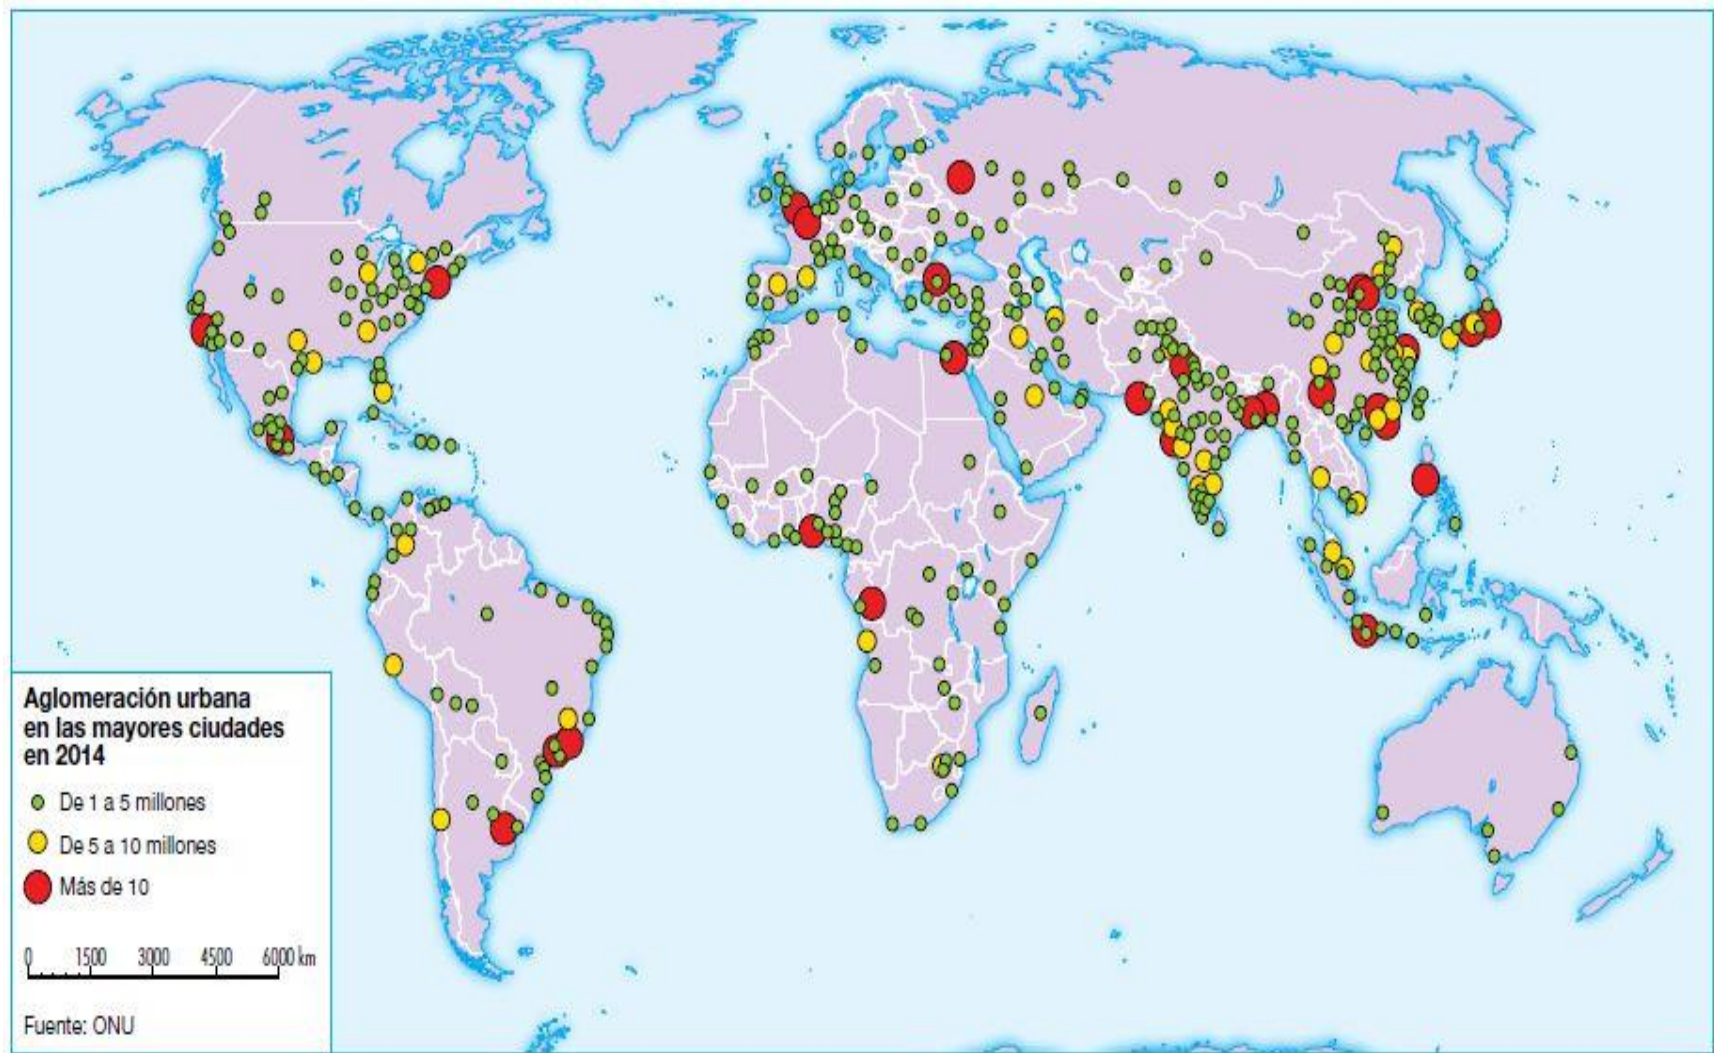 Aglomeración urbana
en las mayores ciudades
en 2014
De 1 a 5 millones
De 5 a 10 millones
Más de 10
0 1500 3000 4500 6000 km
Fuente: ONU